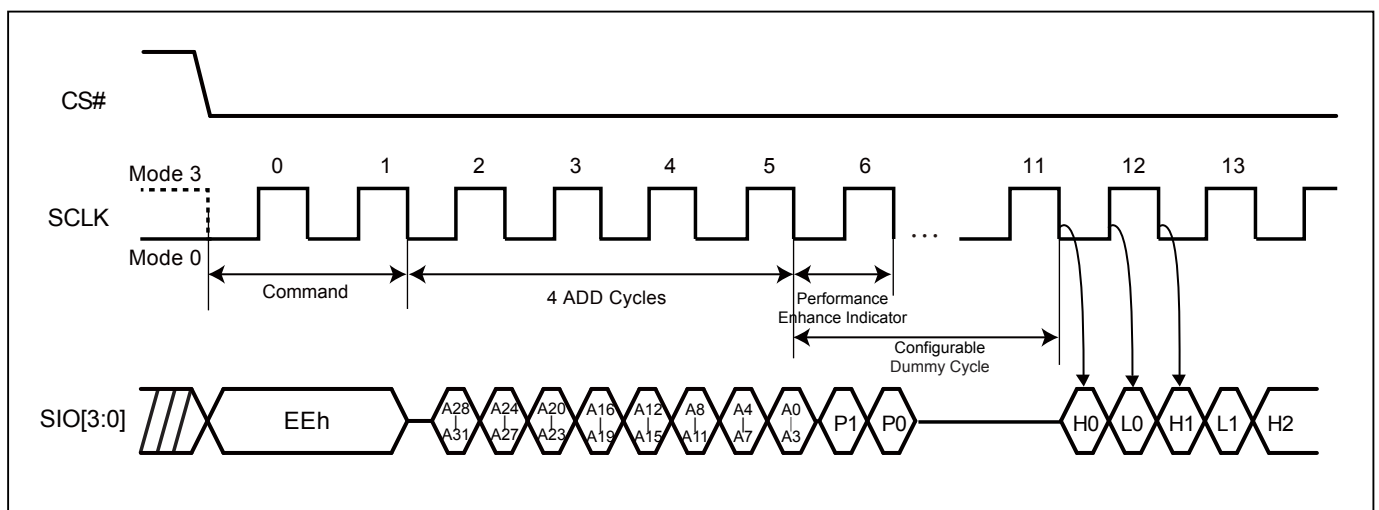 CS#
Mode 3
0 1 2 3 4 5 6 11 12 13
SCLK
...
Mode 0
Command
4 ADD Cycles
Performance
Enhance Indicator
Configurable
Dummy Cycle
SIO[3:0]
EEh
A28
A31
A24
A27
A20
A23
A16
A19
A12
A15
A8
A11
A4
A7
A0
A3
P1
P0
H0
L0
H1
L1
H2